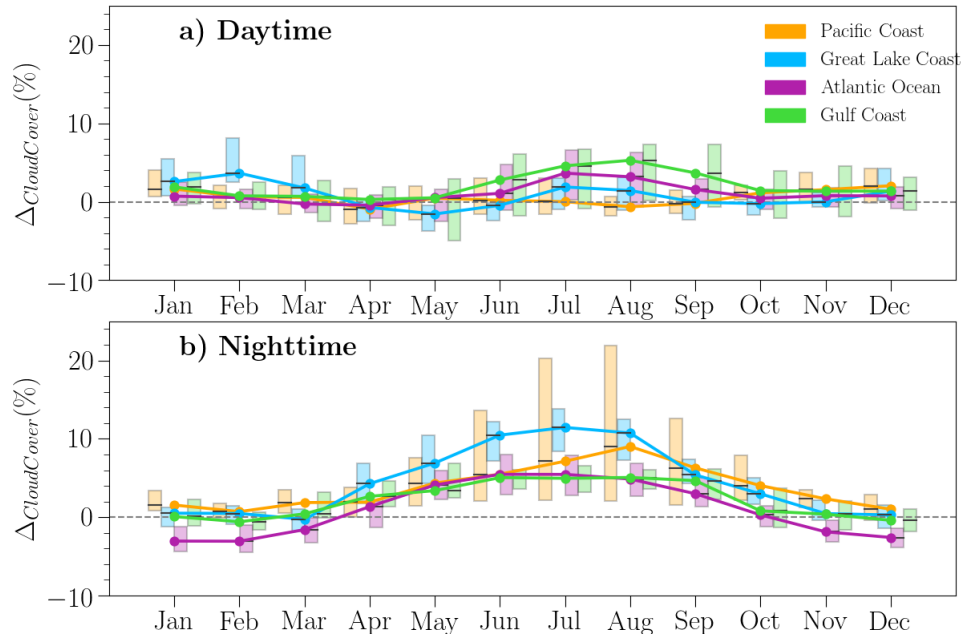 a) Daytime
Pacific Coast
Great Lake Coast
Atlantic Ocean
Gulf Coast
ΔCloudCover(%)
20
10
0
−10
Jan Feb Mar Apr May Jun Jul Aug Sep Oct Nov Dec
b) Nighttime
ΔCloudCover(%)
20
10
0
−10
Jan Feb Mar Apr May Jun Jul Aug Sep Oct Nov Dec